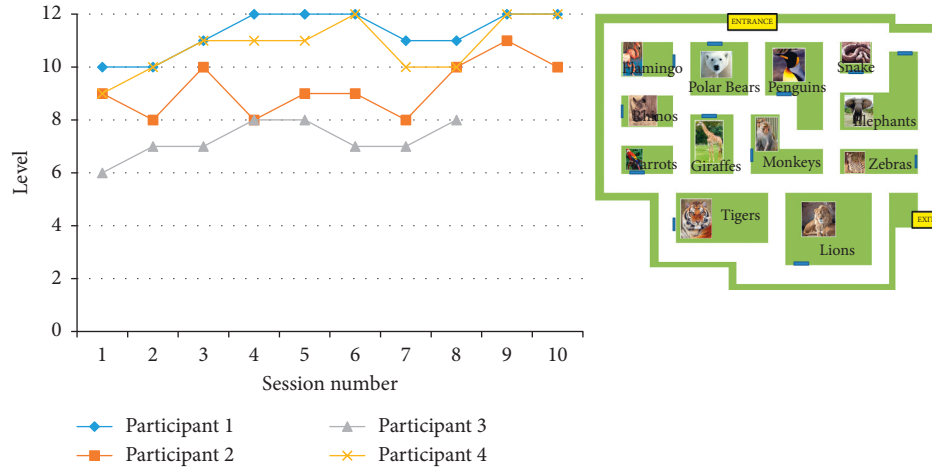 12
10
8
6
4
2
0
Level
1 2 3 4 5 6 7 8 9 10
Session number
Participant 1
Participant 2
Participant 3
Participant 4
ENTRANCE
Flamingo
Polar Bears
Penguins
Snake
Rhinos
Elephants
Parrots
Giraffes
Monkeys
Zebras
Tigers
Lions
EXIT